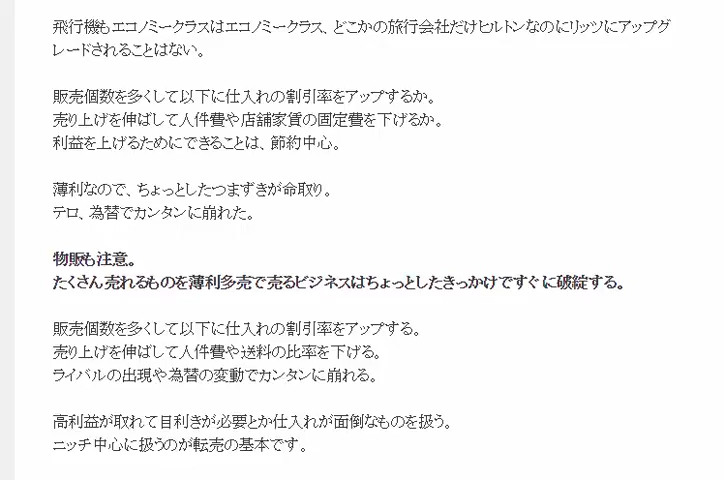 飛行機もエコノミークラスはエコノミークラス、どこかの旅行会社だけヒルトンなのにリッツにアップグ
レードされることはない。
販売個数を多くして以下に仕入れの割引率をアップするか。
売り上げを伸ばして人件費や店舗家賃の固定費を下げるか。
利益を上げるためにできることは、節約中心。
薄利なので、ちょっとしたつまずきが命取り。
テロ、為替でカンタンに崩れた。
物販も注意。
たくさん売れるものを薄利多売で売るビジネスはちょっとしたきっかけですぐに破綻する。
販売個数を多くして以下に仕入れの割引率をアップする。
売り上げを伸ばして人件費や送料の比率を下げる。
ライバルの出現や為替の変動でカンタンに崩れる。
高利益が取れて目利きが必要とか仕入れが面倒なものを扱う。
ニッチ中心に扱うのが転売の基本です。